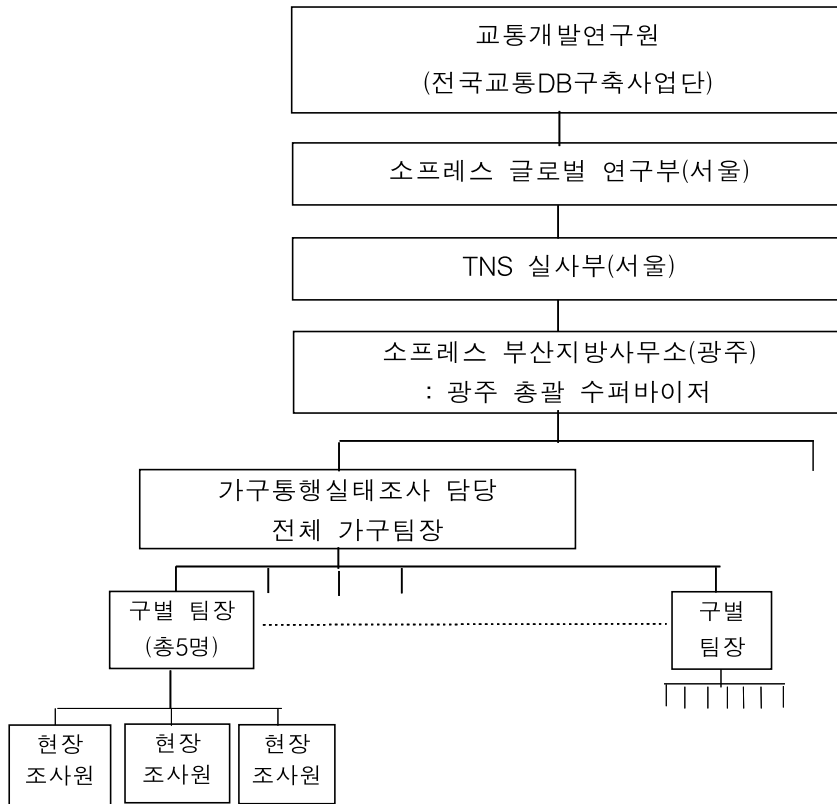 교통개발연구원
(전국교통DB구축사업단)
소프레스 글로벌 연구부(서울)
TNS 실사부(서울)
소프레스 부산지방사무소(광주)
: 광주 총괄 수퍼바이저
가구통행실태조사 담당
전체 가구팀장
구별 팀장
(총5명)
구별
팀장
현장
조사원
현장
조사원
현장
조사원